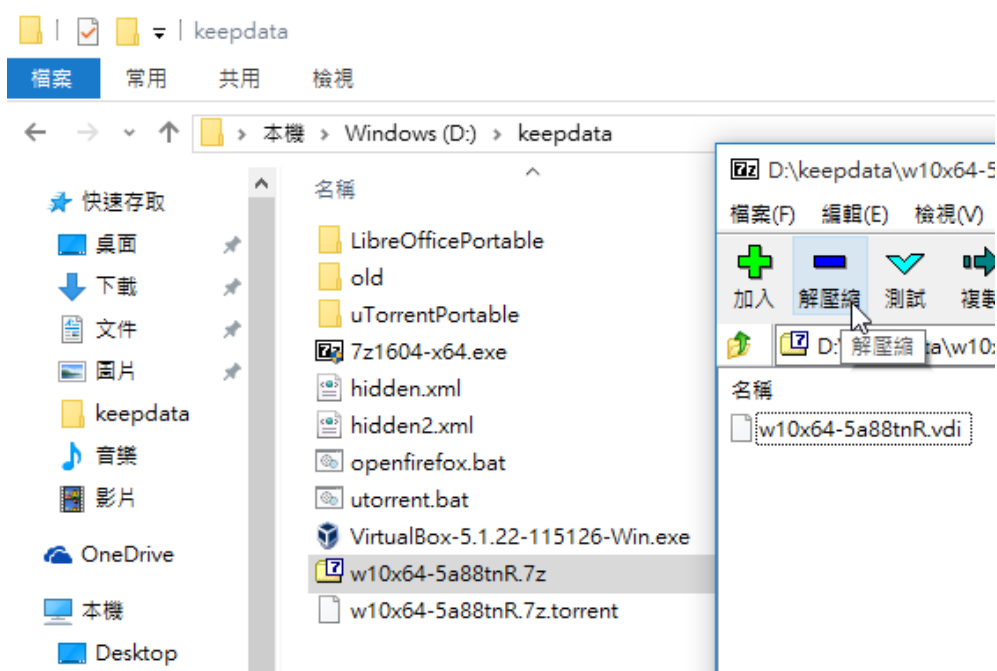 keepdata
檔案 常用 共用 檢視
本機 > Windows (D:) > keepdata
快速存取
桌面
下載
文件
圖片
keepdata
音樂
影片
OneDrive
本機
Desktop
名稱
LibreOfficePortable
old
uTorrentPortable
7z1604-x64.exe
hidden.xml
hidden2.xml
openfirefox.bat
utorrent.bat
VirtualBox-5.1.22-115126-Win.exe
w10x64-5a88tnR.7z
w10x64-5a88tnR.7z.torrent
D:\keepdata\w10x64-5
檔案(F) 編輯(E) 檢視(V)
加入 解壓縮 測試
解壓縮
名稱
w10x64-5a88tnR.vdi